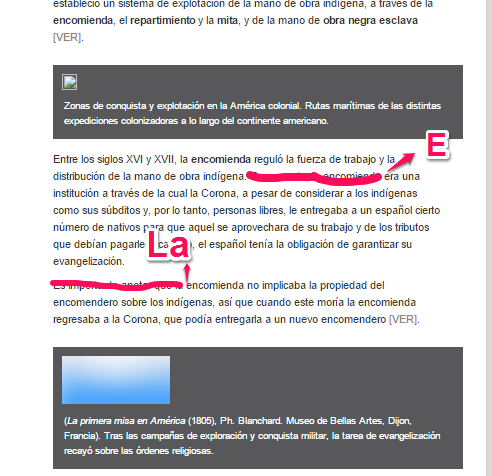 estableció un sistema de explotación de la mano de obra indígena, a través de la
encomienda, el repartimiento y la mita, y de la mano de obra negra esclava
[VER].
Zonas de conquista y explotación en la América colonial. Rutas marítimas de las distintas
expediciones colonizadoras a lo largo del continente americano.
E
Entre los siglos XVI y XVII, la encomienda reguló la fuerza de trabajo y la
distribución de la mano de obra indígena. encomienda era una
institución a través de la cual la Corona, a pesar de considerar a los indígenas
como sus súbditos y, por lo tanto, personas libres, le entregaba a un español cierto
número de nativos para que aquel se aprovechara de su trabajo y de los tributos
La
que debían pagarle. el español tenía la obligación de garantizar su
evangelización.
Es importante anotar que la encomienda no implicaba la propiedad del
encomendero sobre los indígenas, así que cuando este moría la encomienda
regresaba a la Corona, que podía entregarla a un nuevo encomendero [VER].
(La primera misa en América (1805), Ph. Blanchard. Museo de Bellas Artes, Dijon,
Francia). Tras las campañas de exploración y conquista militar, la tarea de evangelización
recayó sobre las órdenes religiosas.